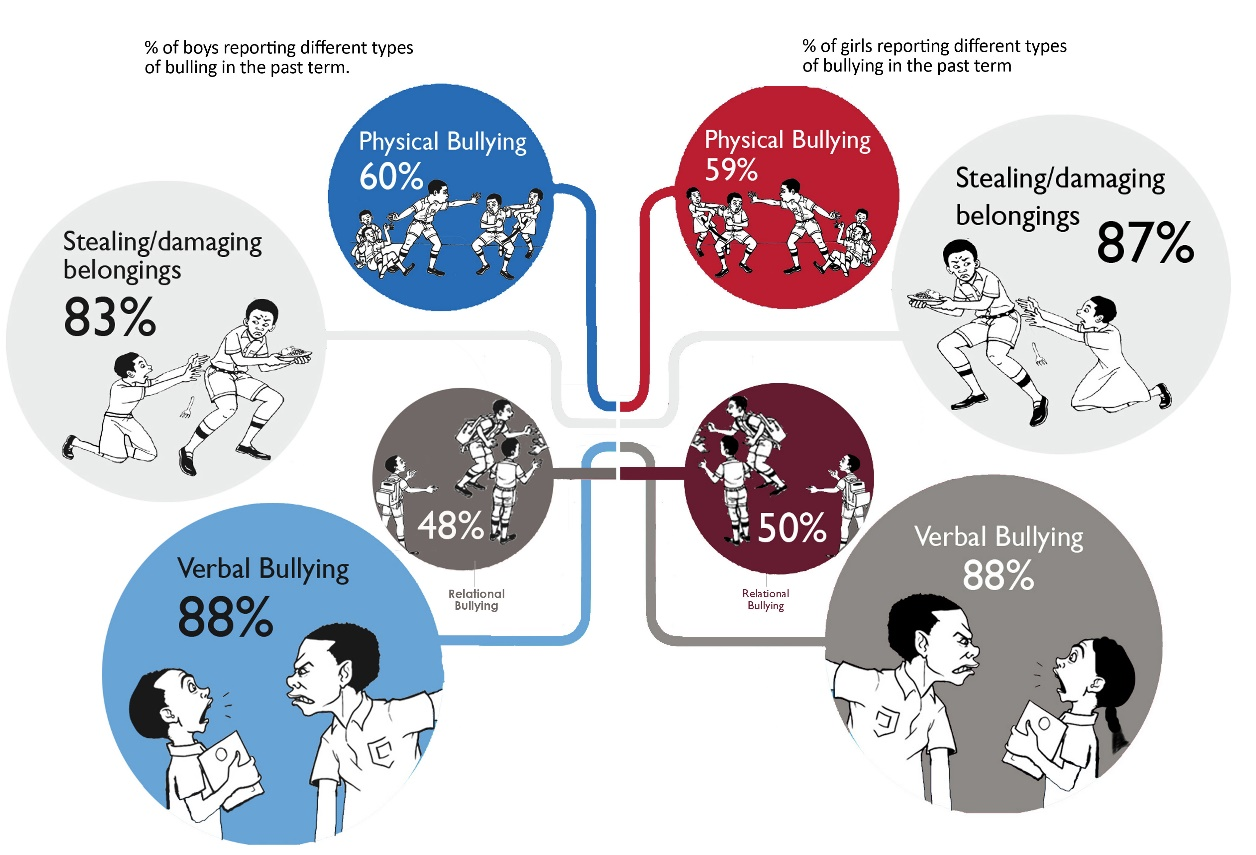 % of boys reporting different types
of bulling in the past term.
Physical Bullying
60%
Stealing/damaging
belongings
83%
48%
Relational
Bullying
Verbal Bullying
88%
% of girls reporting different types
of bullying in the past term
Physical Bullying
59%
Stealing/damaging
belongings
87%
50%
Relational
Bullying
Verbal Bullying
88%